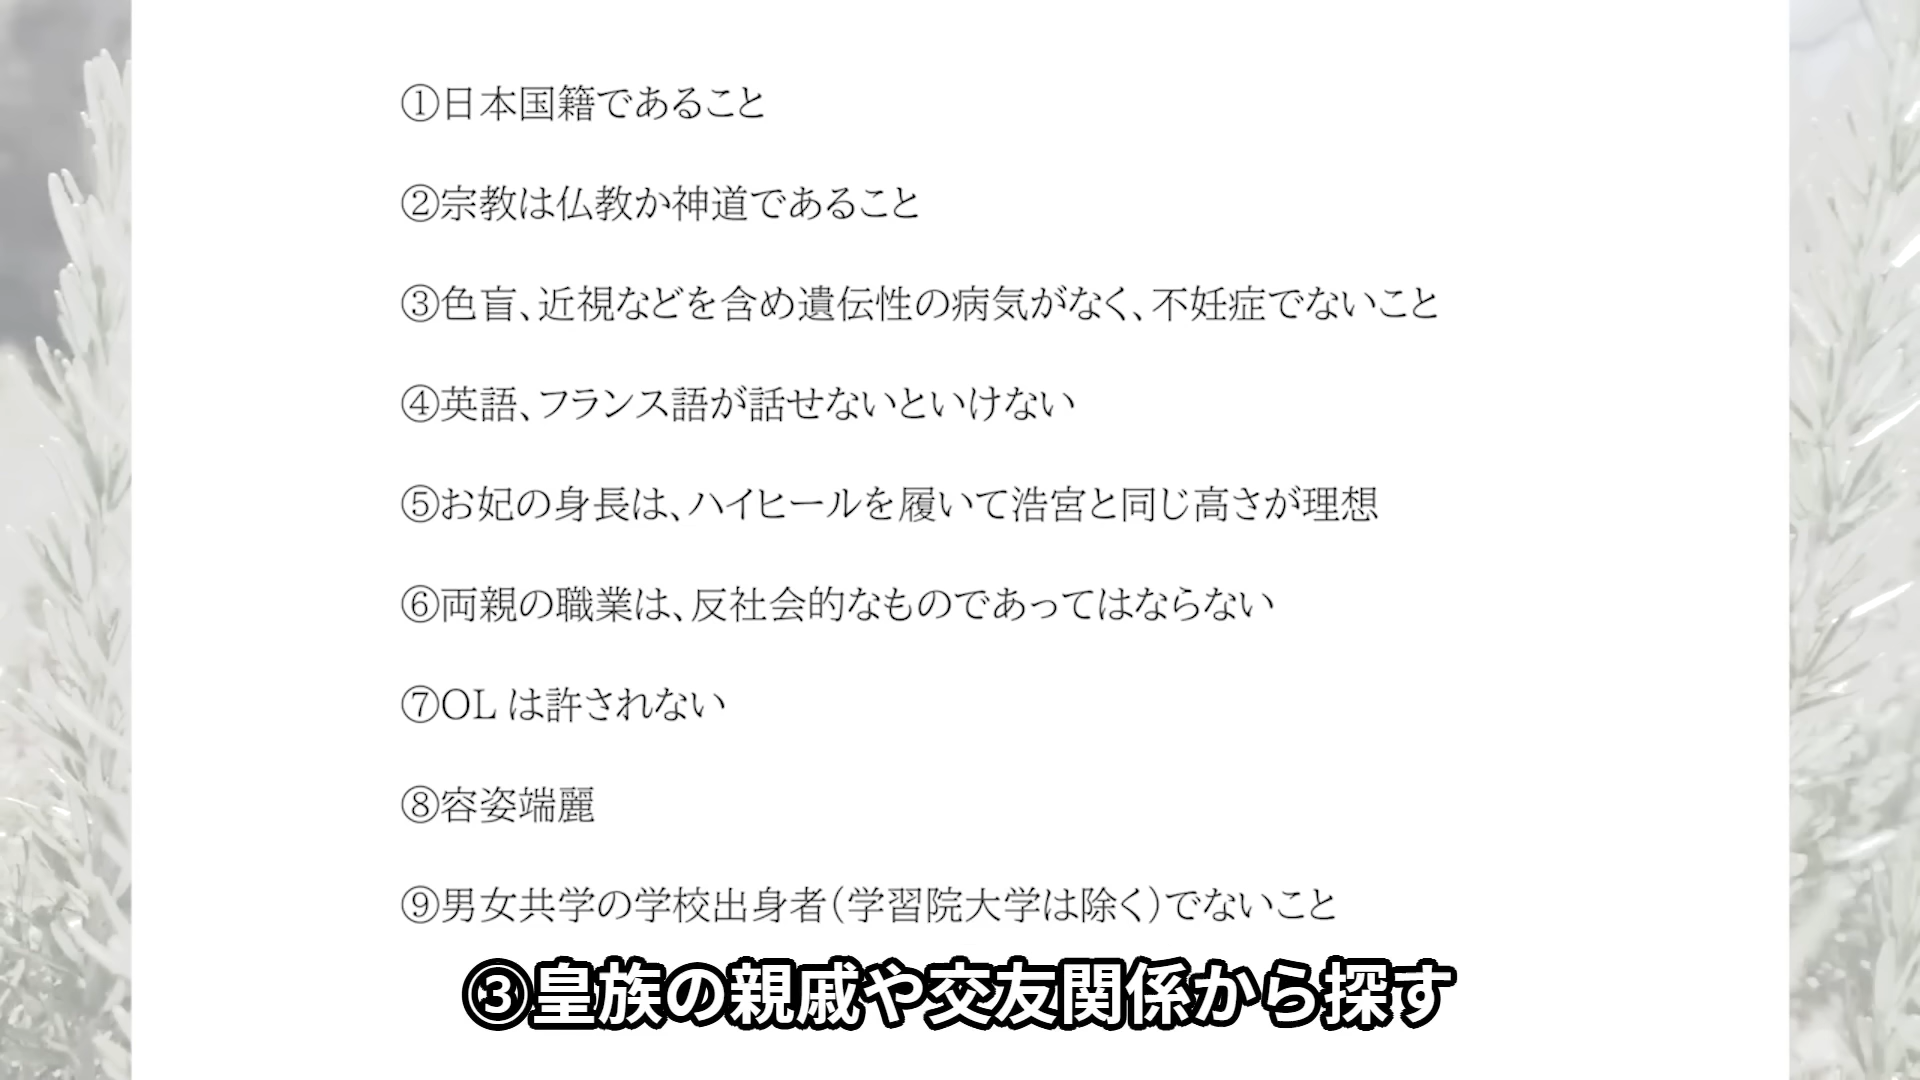 ①日本国籍であること
②宗教は仏教か神道であること
③色盲、近視などを含め遺伝性の病気がなく、不妊症でないこと
④英語、フランス語が話せないといけない
⑤お妃の身長は、ハイヒールを履いて浩宮と同じ高さが理想
⑥両親の職業は、反社会的なものであってはならない
⑦OLは許されない
⑧容姿端麗
⑨男女共学の学校出身者(学習院大学は除く)でないこと
③皇族の親戚や交友関係から探す